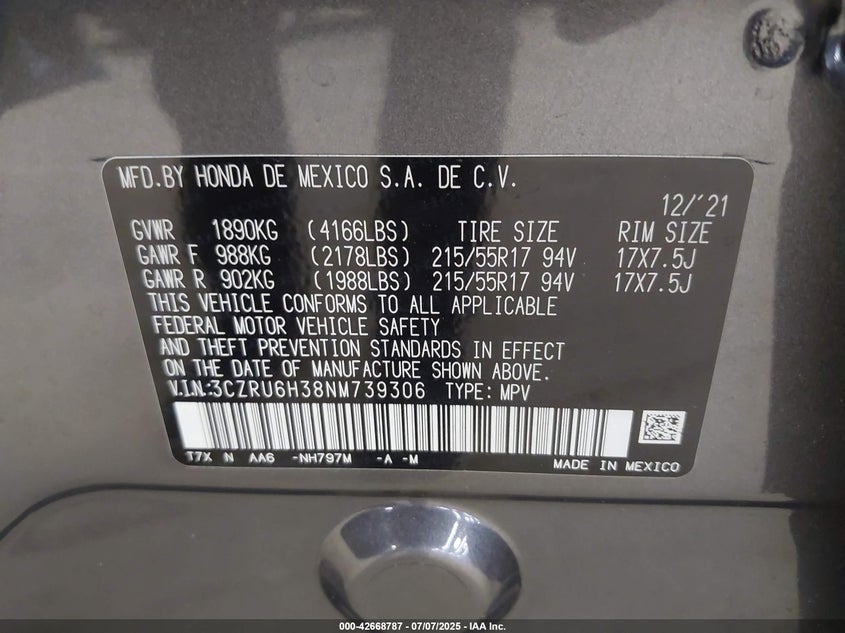 MFD.BY HONDA DE MEXICO S.A. DE C.V.
12/'21
GVWR 1890KG (4166LBS) TIRE SIZE RIM SIZE
GAWR F 988KG (2178LBS) 215/55R17 94V 17X7.5J
GAWR R 902KG (1988LBS) 215/55R17 94V 17X7.5J
THIS VEHICLE CONFORMS TO ALL APPLICABLE
FEDERAL MOTOR VEHICLE SAFETY
AND THEFT PREVENTION STANDARDS IN EFFECT
ON THE DATE OF MANUFACTURE SHOWN ABOVE.
V.I.N:3CZRU6H38NM739306 TYPE: MPV
T7X N AA6 -NH797M -A -M
MADE IN MEXICO
000-42668787 - 07/07/2025 - IAA Inc.